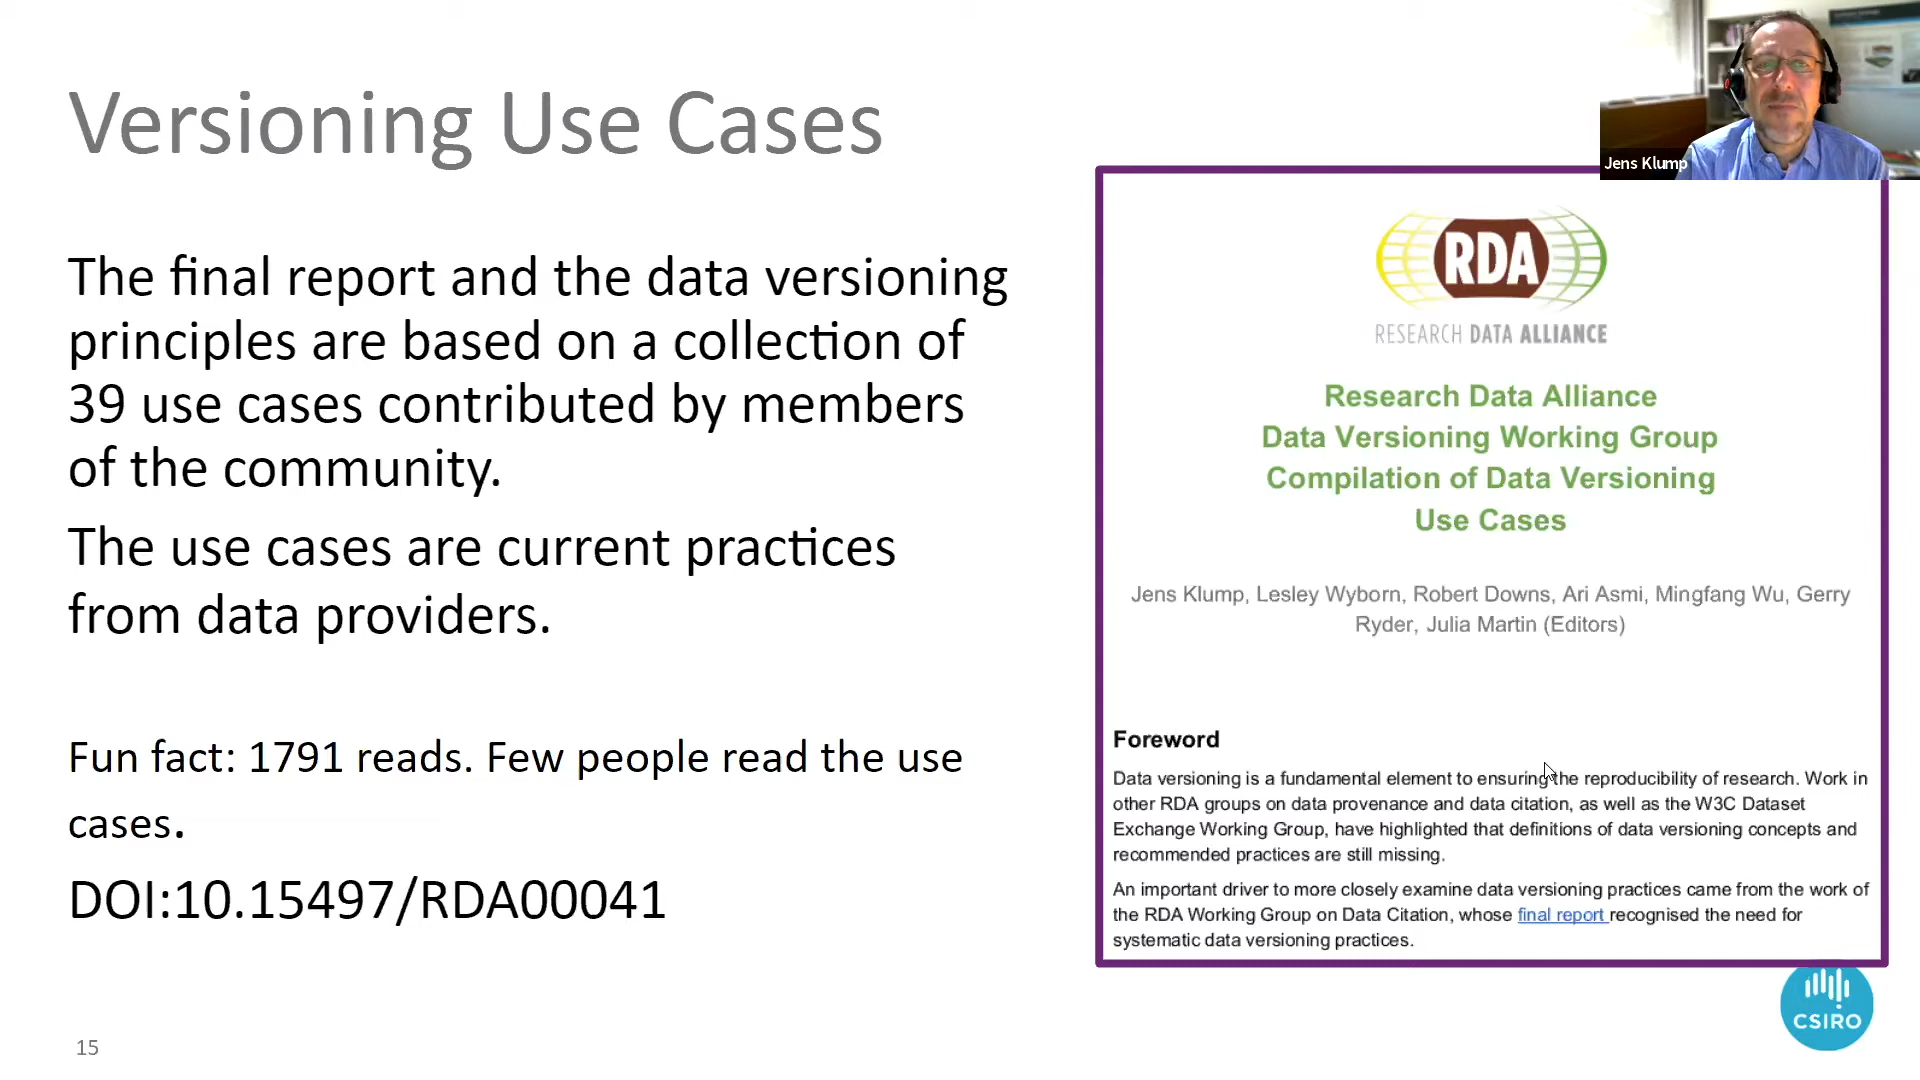 Versioning Use Cases
The final report and the data versioning
principles are based on a collection of
39 use cases contributed by members
of the community.
The use cases are current practices
from data providers.
Fun fact: 1791 reads. Few people read the use
cases.
DOI:10.15497/RDA00041
15
Jens Klump
RDA
RESEARCH DATA ALLIANCE
Research Data Alliance
Data Versioning Working Group
Compilation of Data Versioning
Use Cases
Jens Klump, Lesley Wyborn, Robert Downs, Ari Asmi, Mingfang Wu, Gerry
Ryder, Julia Martin (Editors)
Foreword
Data versioning is a fundamental element to ensuring the reproducibility of research. Work in
other RDA groups on data provenance and data citation, as well as the W3C Dataset
Exchange Working Group, have highlighted that definitions of data versioning concepts and
recommended practices are still missing.
An important driver to more closely examine data versioning practices came from the work of
the RDA Working Group on Data Citation, whose final report recognised the need for
systematic data versioning practices.
CSIRO